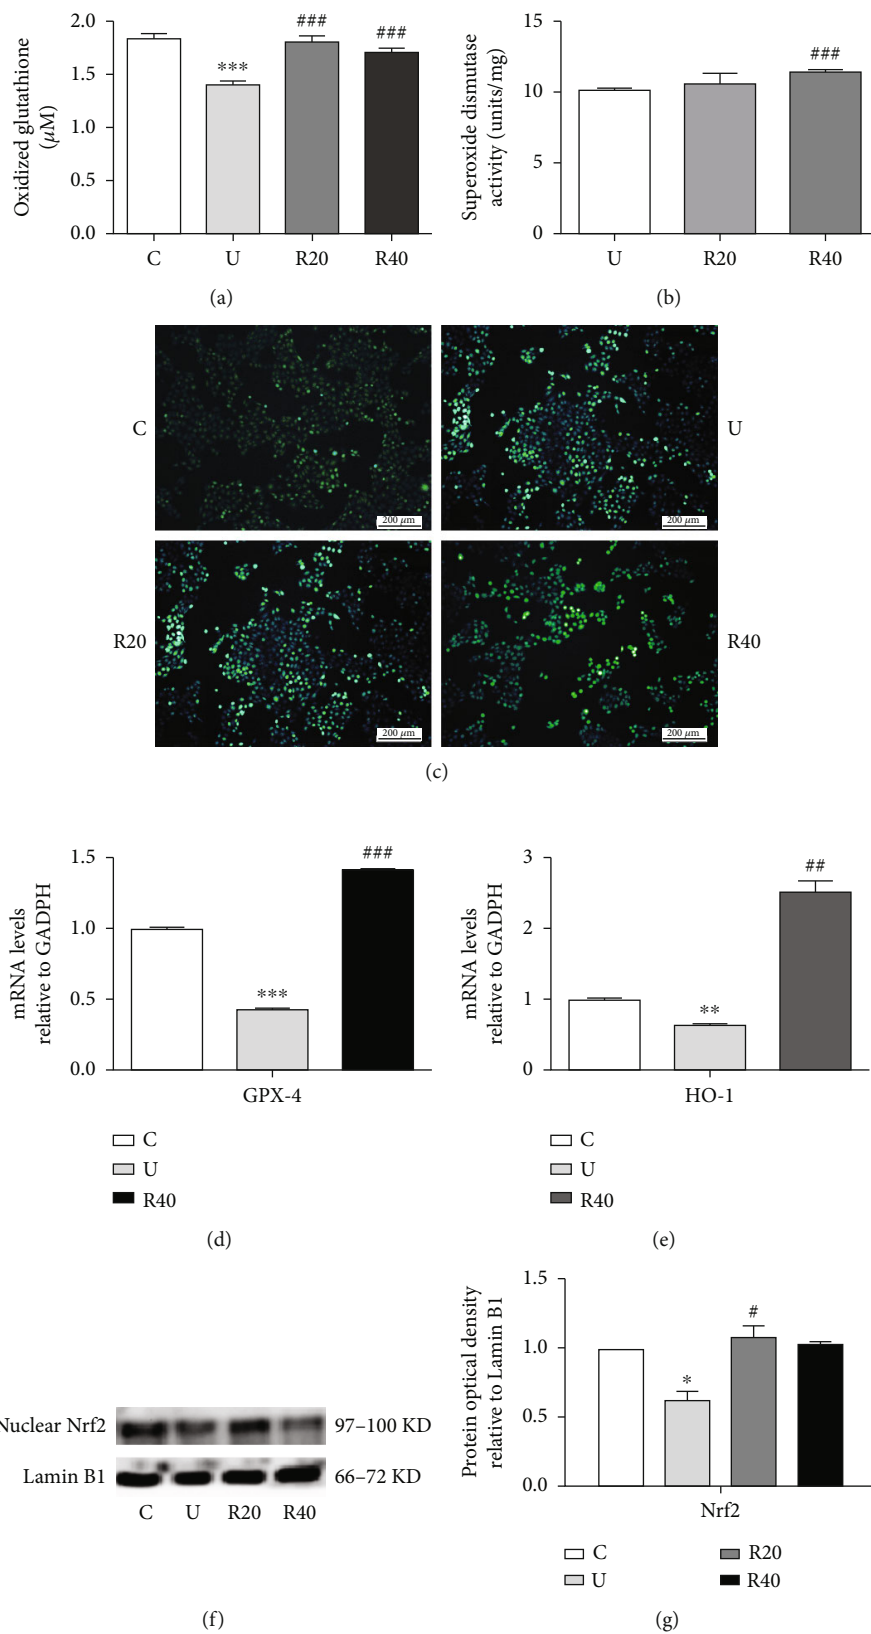 Oxidized glutathione
(μM)
2.0
1.5
1.0
0.5
0.0
***
###
###
C U R20 R40
(a)
Superoxide dismutase
activity (units/mg)
15
10
5
0
###
U R20 R40
(b)
C
200 μm
U
200 μm
R20
200 μm
R40
200 μm
(c)
mRNA levels
relative to GADPH
1.5
1.0
0.5
0.0
***
###
GPX-4
C
U
R40
(d)
mRNA levels
relative to GADPH
3
2
1
0
**
##
HO-1
C
U
R40
(e)
Nuclear Nrf2 97–100 KD
Lamin B1 66–72 KD
C U R20 R40
(f)
Protein optical density
relative to Lamin B1
1.5
1.0
0.5
0.0
*
#
Nrf2
C R20
U R40
(g)